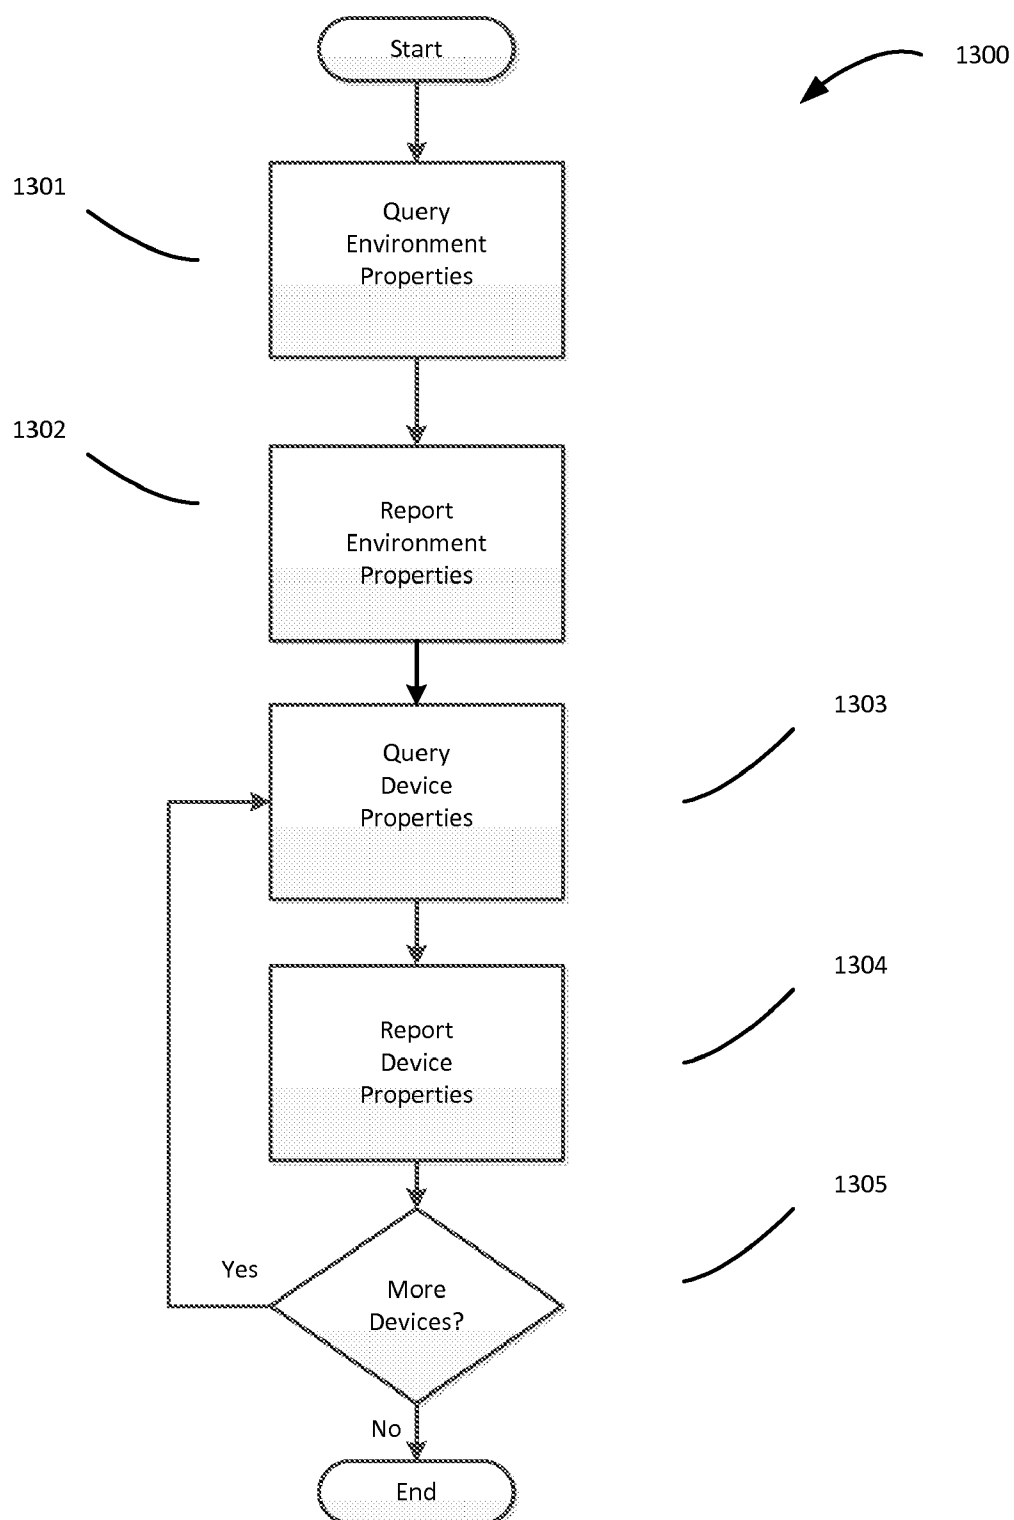 Start
1300
1301
Query
Environment
Properties
1302
Report
Environment
Properties
1303
Query
Device
Properties
1304
Report
Device
Properties
1305
Yes
More
Devices?
No
End